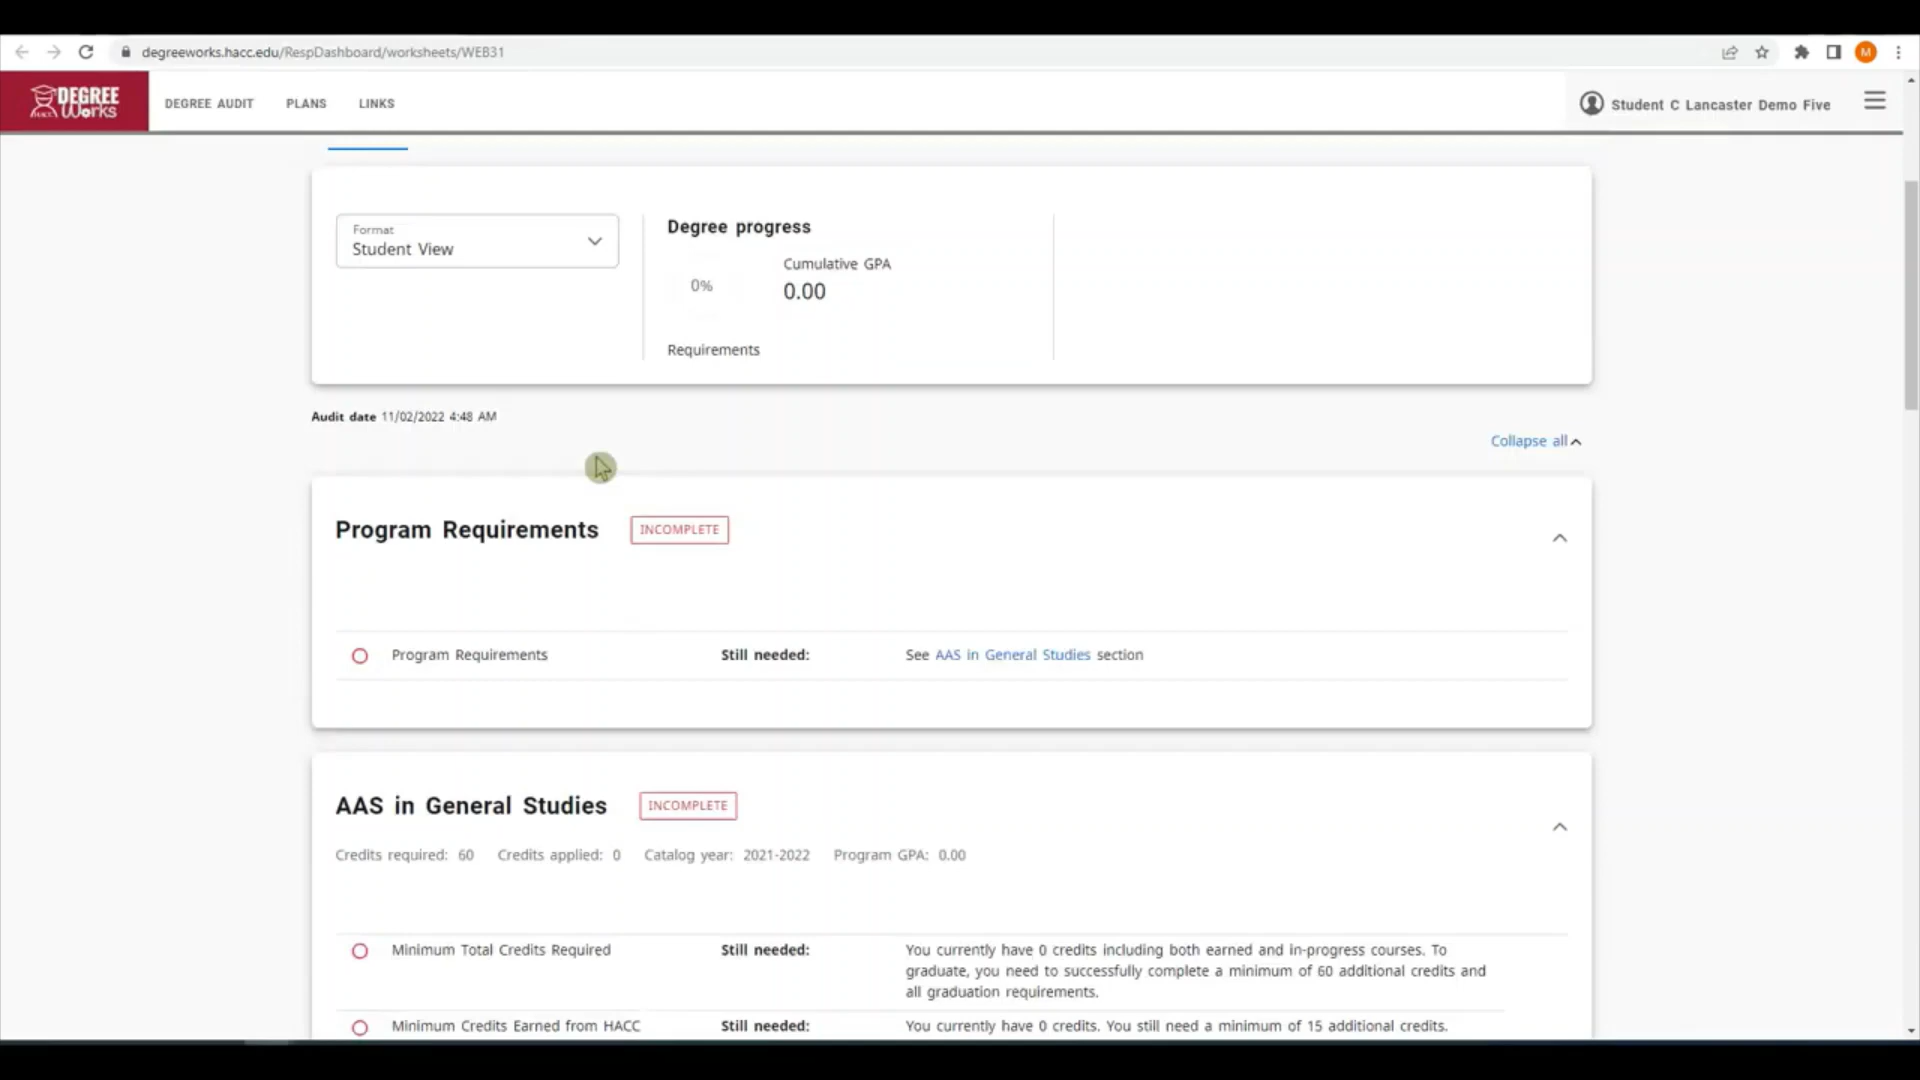 degreeworks.hacc.edu/RespDashboard/worksheets/WEB31
M
DEGREE
Works
HACC
DEGREE AUDIT PLANS LINKS
Student C Lancaster Demo Five
Format
Student View
Degree progress
Cumulative GPA
0%
0.00
Requirements
Audit date 11/02/2022 4:48 AM
Collapse all
Program Requirements INCOMPLETE
Program Requirements Still needed: See AAS in General Studies section
AAS in General Studies INCOMPLETE
Credits required: 60 Credits applied: 0 Catalog year: 2021-2022 Program GPA: 0.00
Minimum Total Credits Required Still needed: You currently have 0 credits including both earned and in-progress courses. To
graduate, you need to successfully complete a minimum of 60 additional credits and
all graduation requirements.
Minimum Credits Earned from HACC Still needed: You currently have 0 credits. You still need a minimum of 15 additional credits.